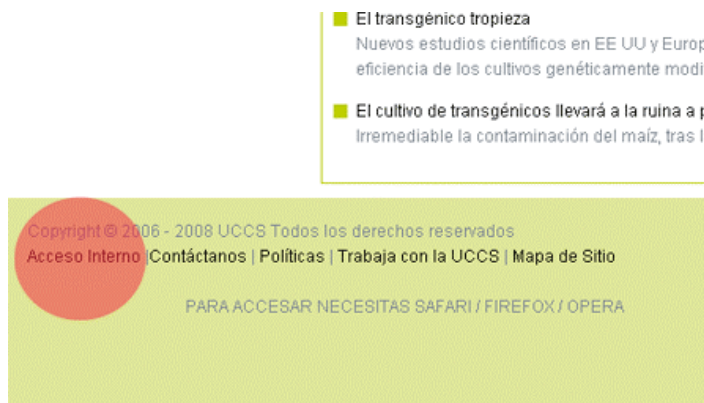 El transgénico tropieza
Nuevos estudios científicos en EE UU y Europ
eficiencia de los cultivos genéticamente modi
El cultivo de transgénicos llevará a la ruina a p
Irremediable la contaminación del maíz, tras l
Copyright © 2006 - 2008 UCCS Todos los derechos reservados
Acceso Interno |Contáctanos | Políticas | Trabaja con la UCCS | Mapa de Sitio
PARA ACCESAR NECESITAS SAFARI / FIREFOX / OPERA